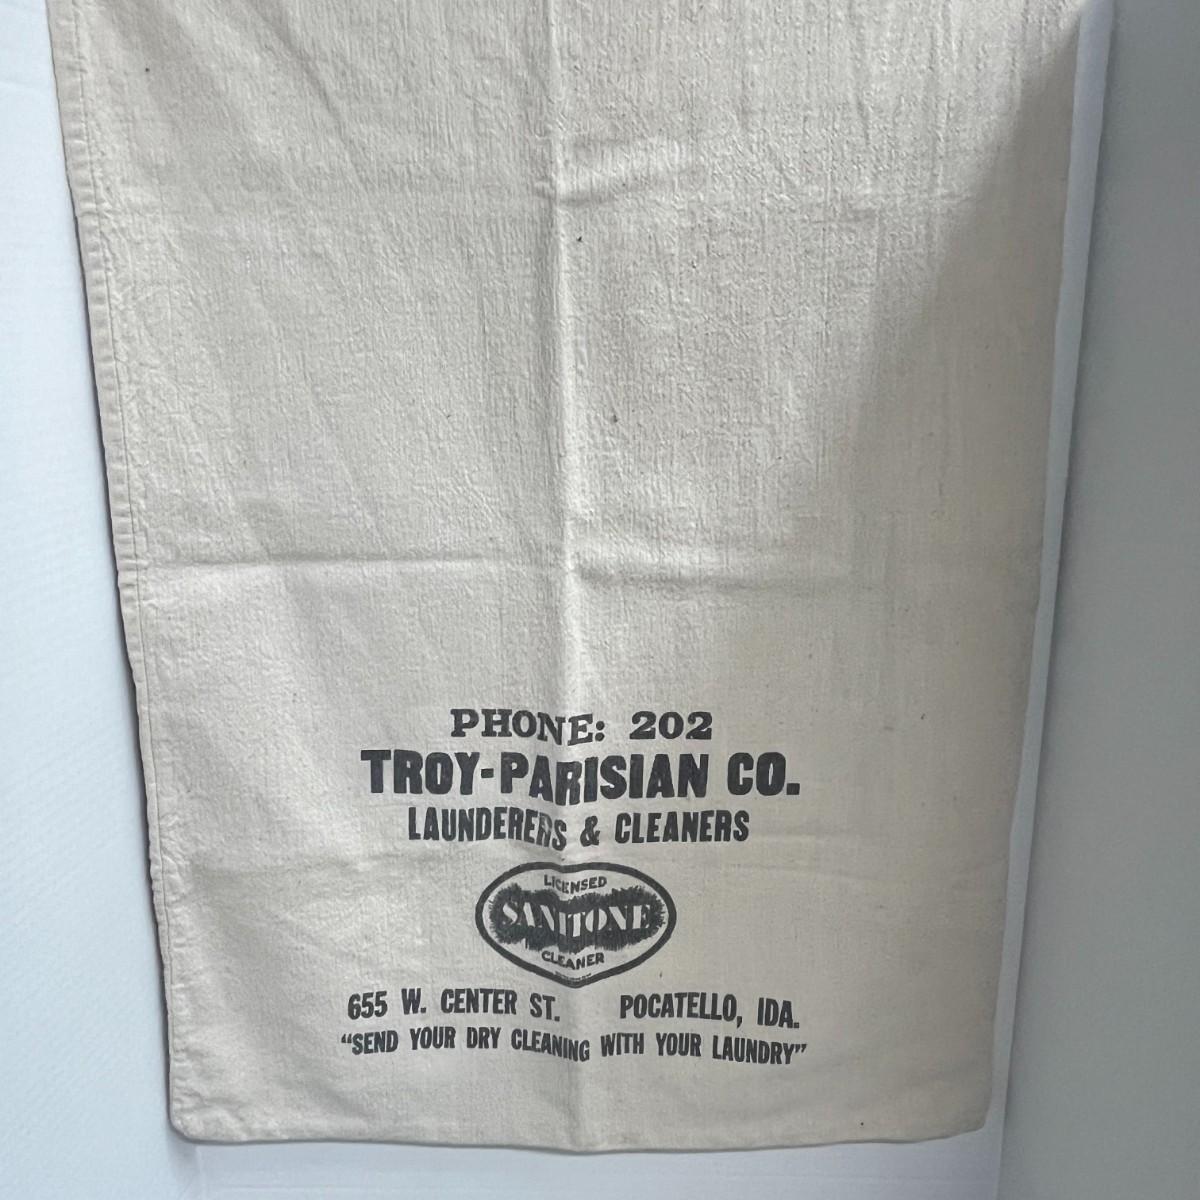 PHONE: 202
TROY-PARISIAN CO.
LAUNDERERS & CLEANERS
LICENSED
SANITONE
CLEANER
655 W. CENTER ST. POCATELLO, IDA.
“SEND YOUR DRY CLEANING WITH YOUR LAUNDRY”